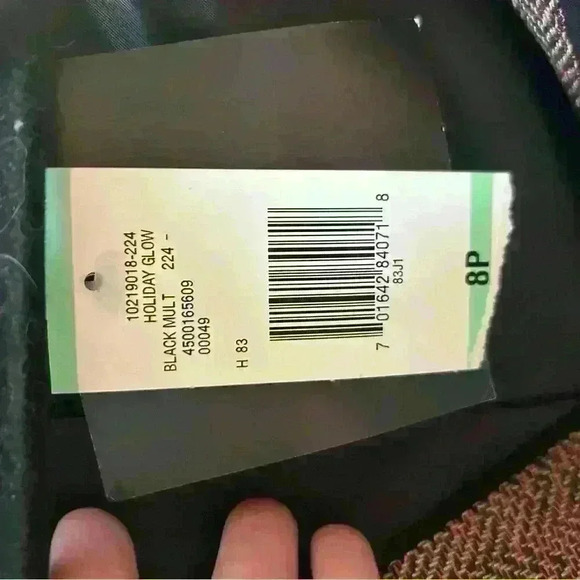 10219018-224
HOLIDAY GLOW
BLACK MULT 224 -
4500165609
00049
H 83
7 01642 84071 8
83J1
8P